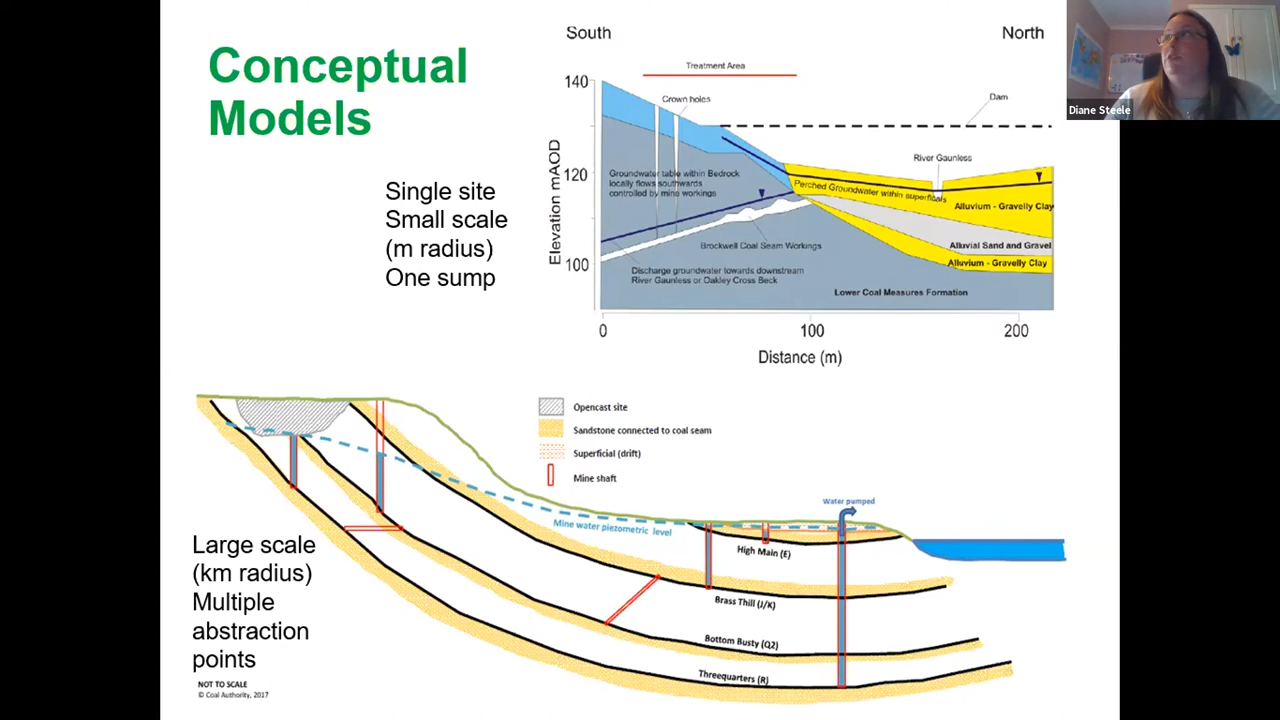 Conceptual
Models
Single site
Small scale
(m radius)
One sump
South
North
Treatment Area
140
Crown holes
Dam
River Gaunless
Elevation mAOD
120
Groundwater table within Bedrock
locally flows southwards
controlled by mine workings
Perched Groundwater within superficials
Alluvium - Gravelly Clay
Brockwell Coal Seam Workings
Alluvial Sand and Gravel
100
Alluvium - Gravelly Clay
Discharge groundwater towards downstream
River Gaunless or Oakley Cross Beck
Lower Coal Measures Formation
0
100
200
Distance (m)
Diane Steele
Opencast site
Sandstone connected to coal seam
Superficial (drift)
Mine shaft
Water pumped
Mine water piezometric level
High Main (E)
Brass Thill (J/K)
Bottom Busty (Q2)
Threequarters (R)
Large scale
(km radius)
Multiple
abstraction
points
NOT TO SCALE
© Coal Authority, 2017